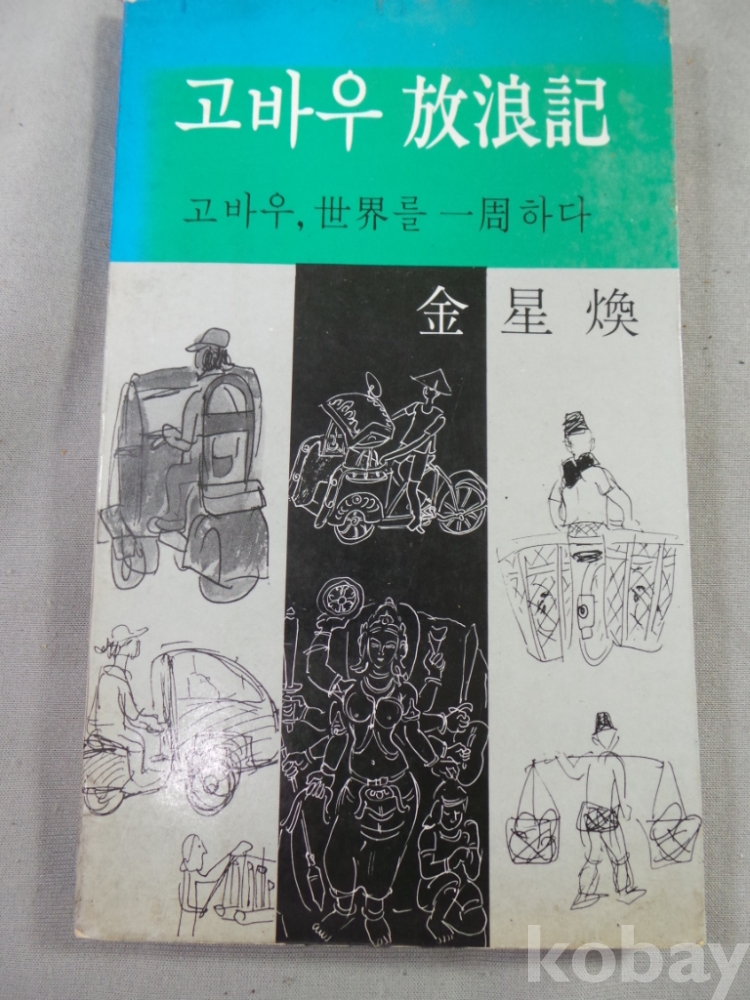 고바우 放浪記
고바우, 世界를 一周하다
金星煥
kobay